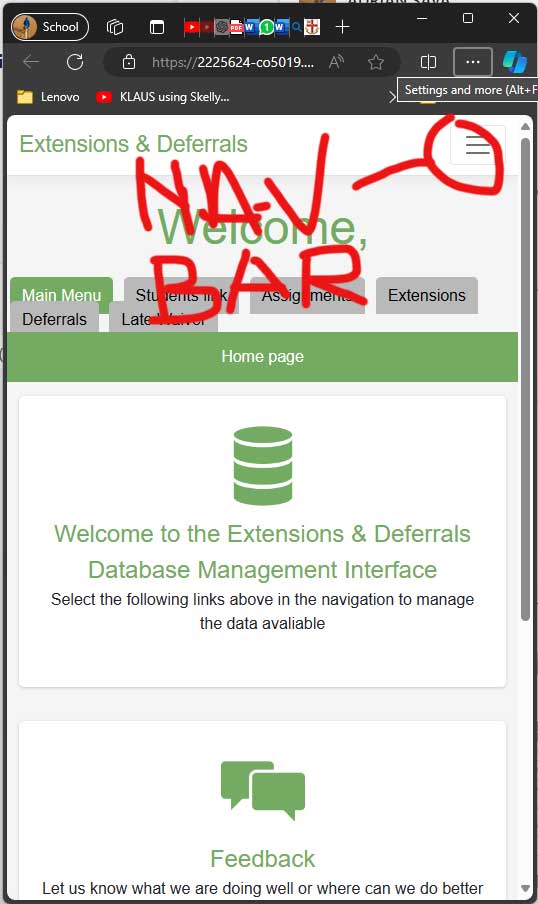 School
https://2225624-co5019....
Lenovo
KLAUS using Skelly...
Settings and more (Alt+F
Extensions & Deferrals
NAV
BAR
Welcome,
Main Menu
Students link
Assignments
Extensions
Deferrals
Late Waiver
Home page
Welcome to the Extensions & Deferrals
Database Management Interface
Select the following links above in the navigation to manage
the data avaliable
Feedback
Let us know what we are doing well or where can we do better